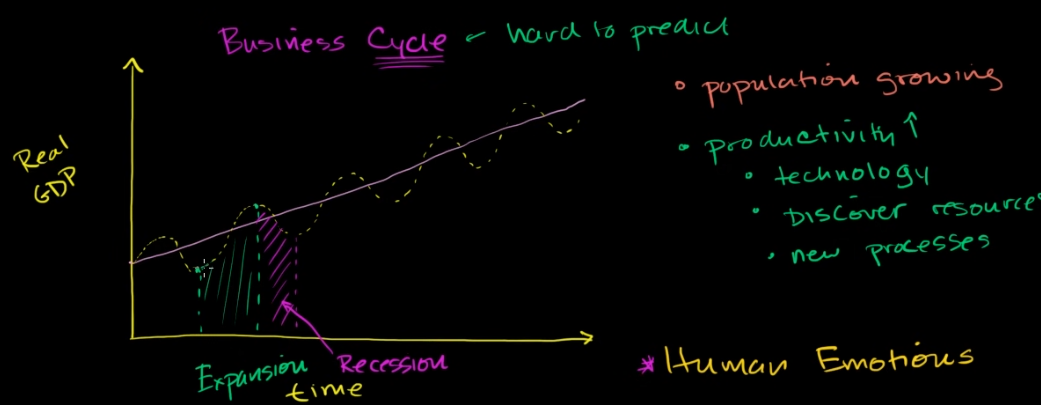 Business Cycle - hard to predict
Real
GDP
Expansion
Recession
time
• population growing
• productivity ↑
• technology
• Discover resource
• new processes
* Human Emotions